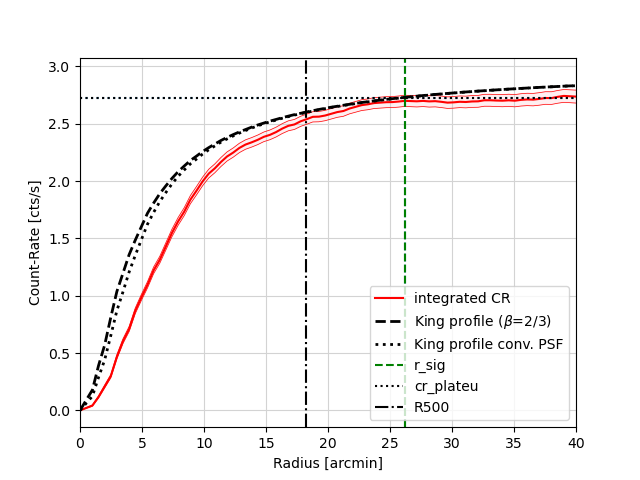 3.0
2.5
2.0
1.5
1.0
0.5
0.0
Count-Rate [cts/s]
integrated CR
King profile (β=2/3)
King profile conv. PSF
r_sig
cr_plateu
R500
0 5 10 15 20 25 30 35 40
Radius [arcmin]